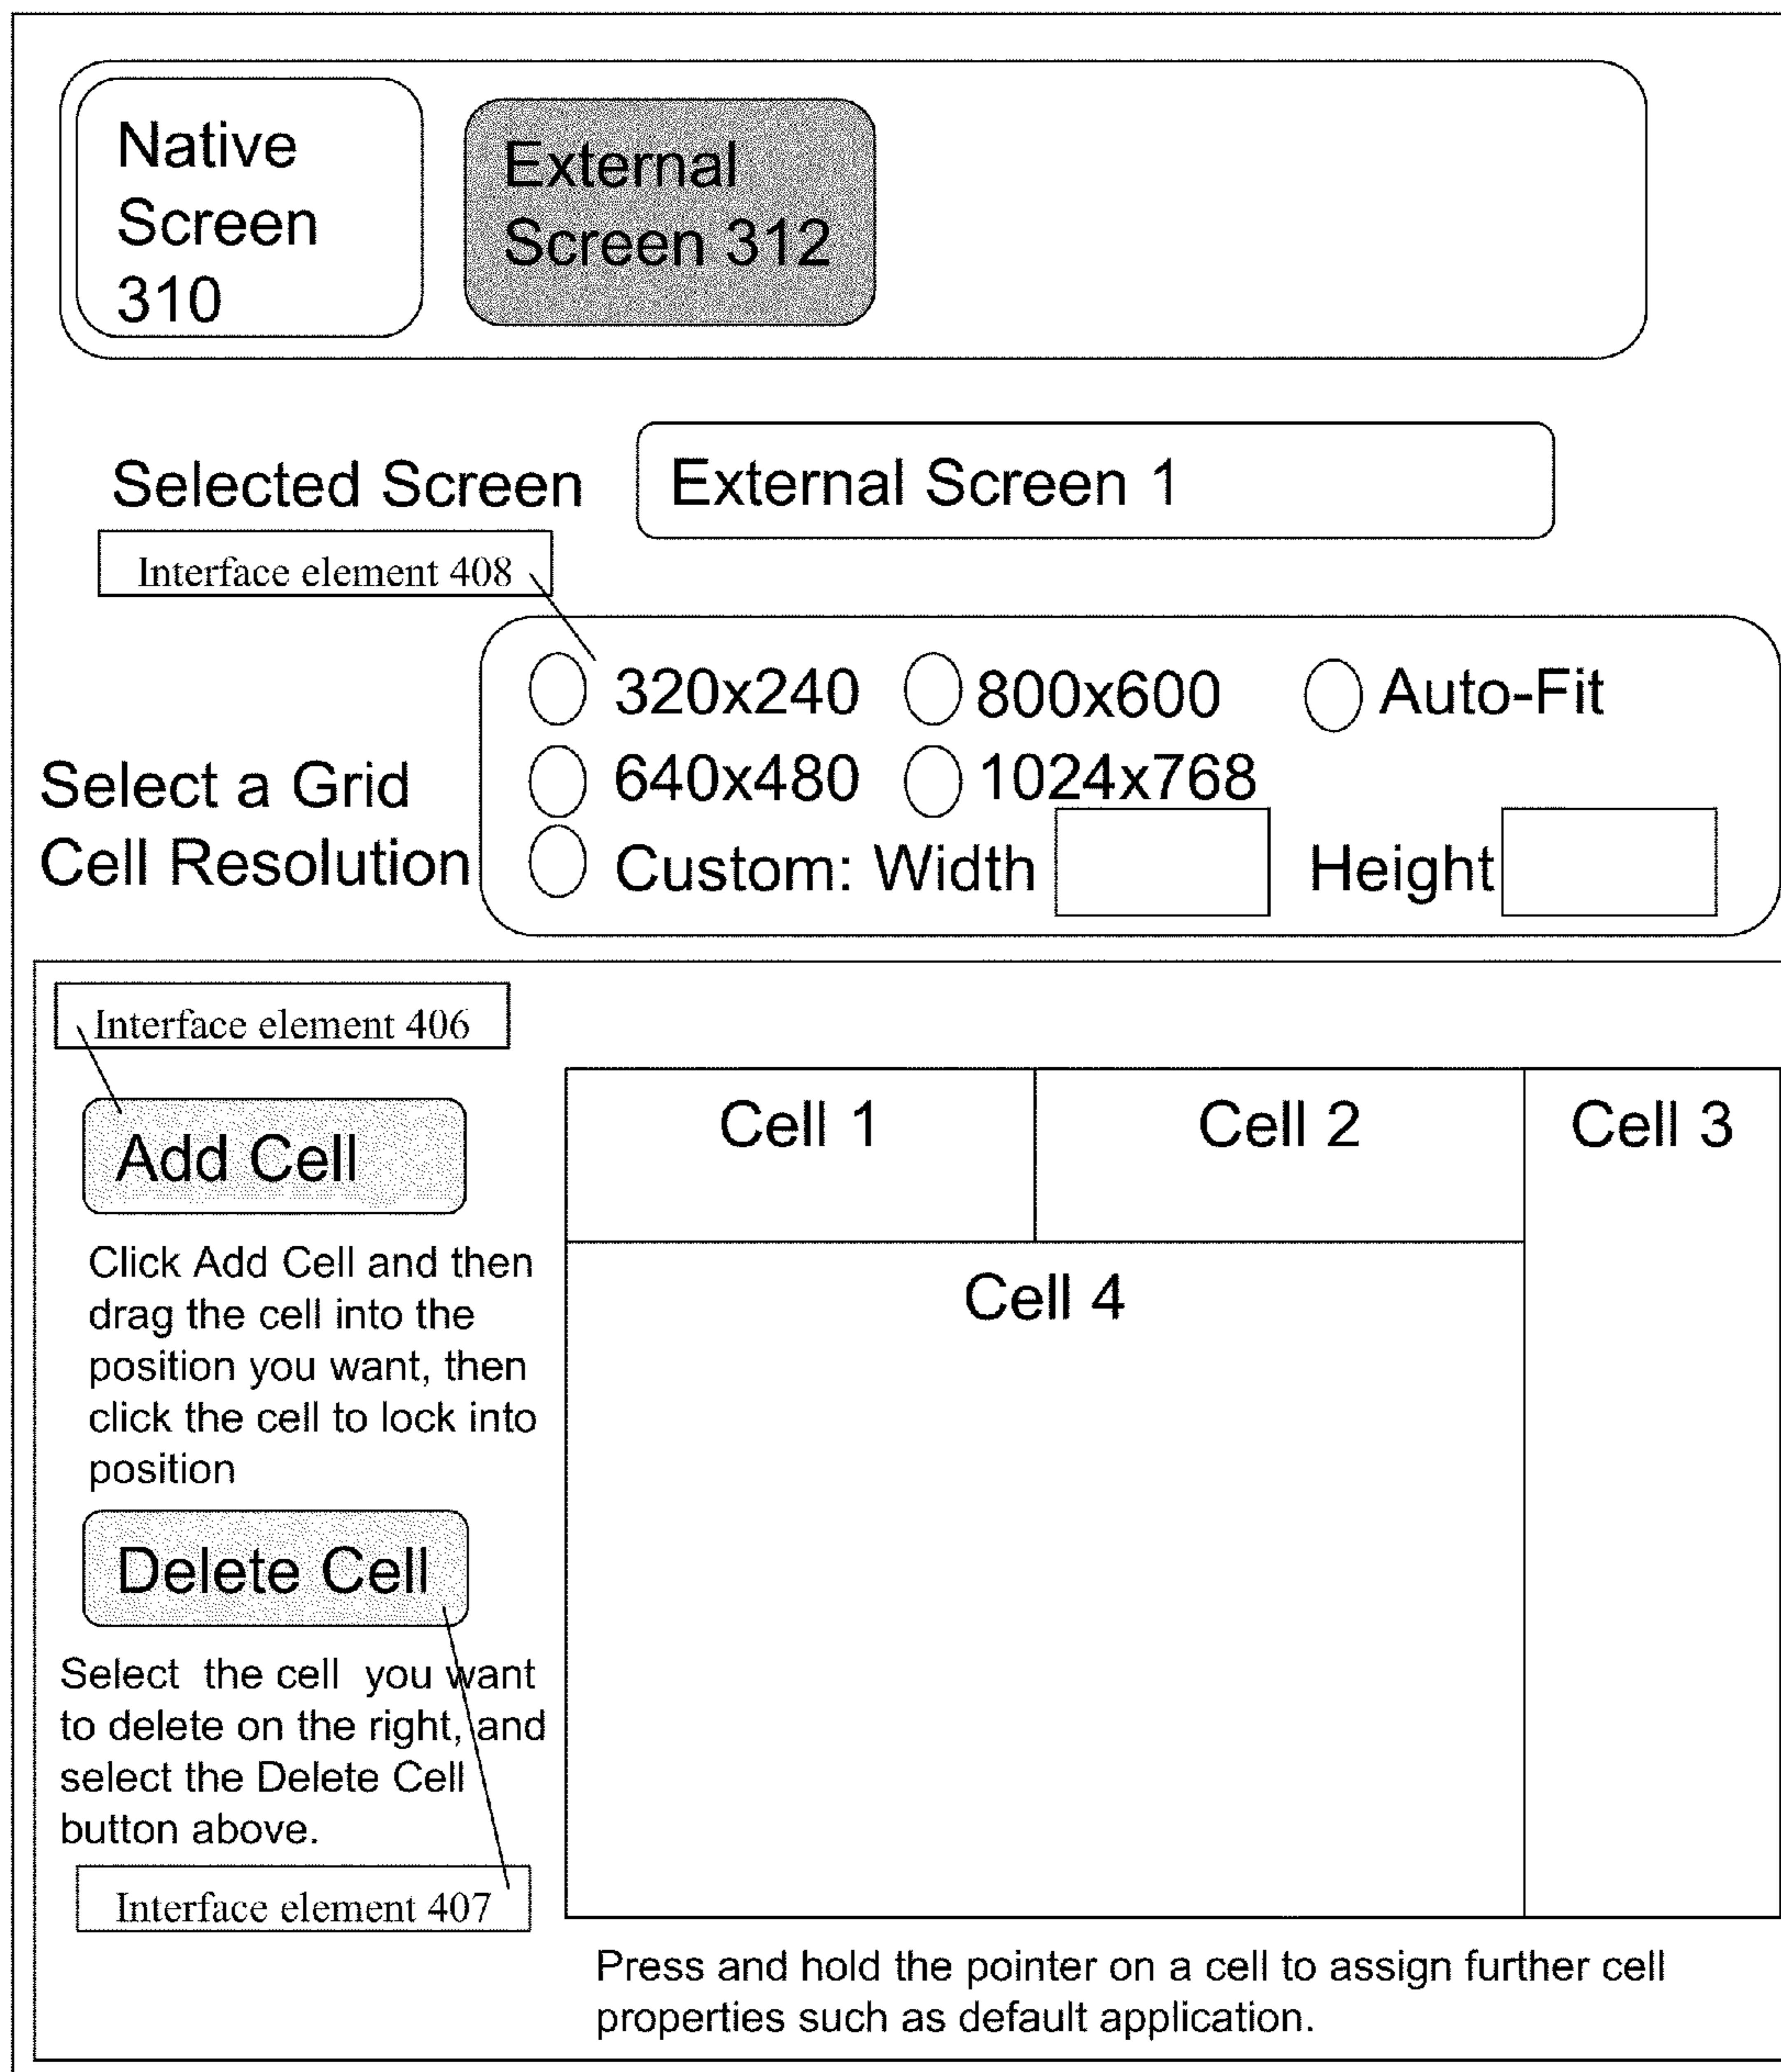 Native
Screen
310
External
Screen 312
Selected Screen
External Screen 1
Interface element 408
320x240
800x600
Auto-Fit
640x480
1024x768
Select a Grid
Cell Resolution
Custom: Width
Height
Interface element 406
Add Cell
Click Add Cell and then
drag the cell into the
position you want, then
click the cell to lock into
position
Delete Cell
Select the cell you want
to delete on the right, and
select the Delete Cell
button above.
Interface element 407
Cell 1
Cell 2
Cell 3
Cell 4
Press and hold the pointer on a cell to assign further cell
properties such as default application.